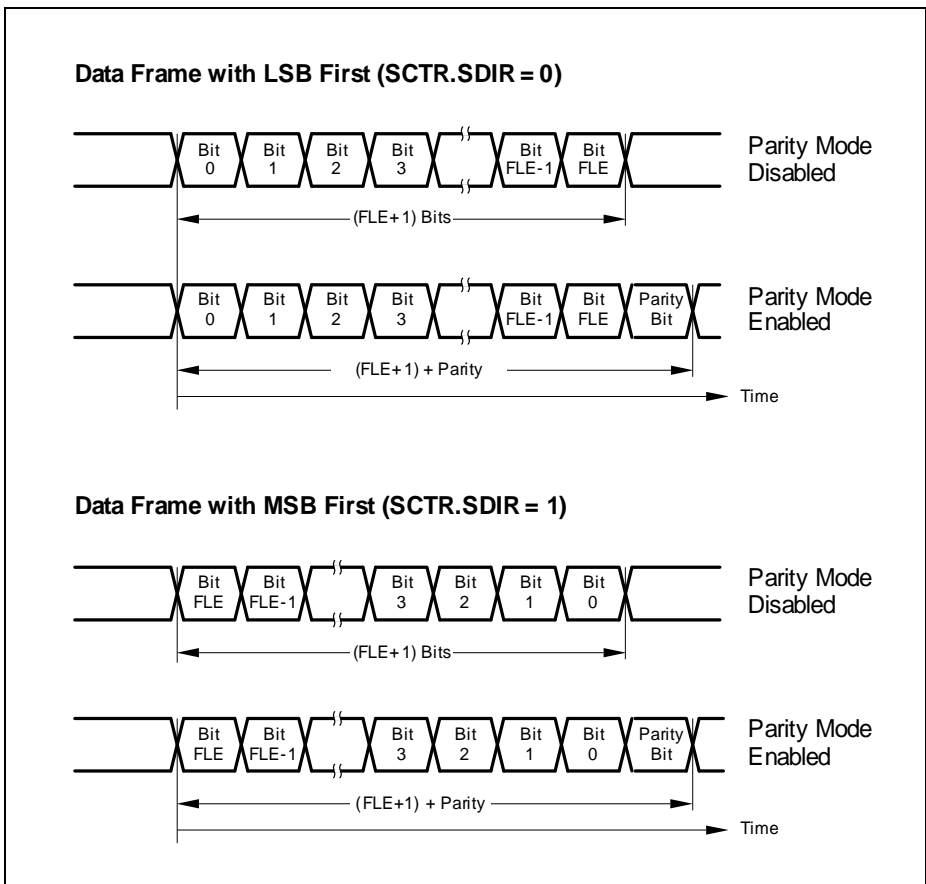 Data Frame with LSB First (SCTR.SDIR = 0)
Bit 0 Bit 1 Bit 2 Bit 3 Bit FLE-1 Bit FLE
Parity Mode
Disabled
(FLE+1) Bits
Bit 0 Bit 1 Bit 2 Bit 3 Bit FLE-1 Bit FLE Parity Bit
Parity Mode
Enabled
(FLE+1) + Parity
Time
Data Frame with MSB First (SCTR.SDIR = 1)
Bit FLE Bit FLE-1 Bit 3 Bit 2 Bit 1 Bit 0
Parity Mode
Disabled
(FLE+1) Bits
Bit FLE Bit FLE-1 Bit 3 Bit 2 Bit 1 Bit 0 Parity Bit
Parity Mode
Enabled
(FLE+1) + Parity
Time